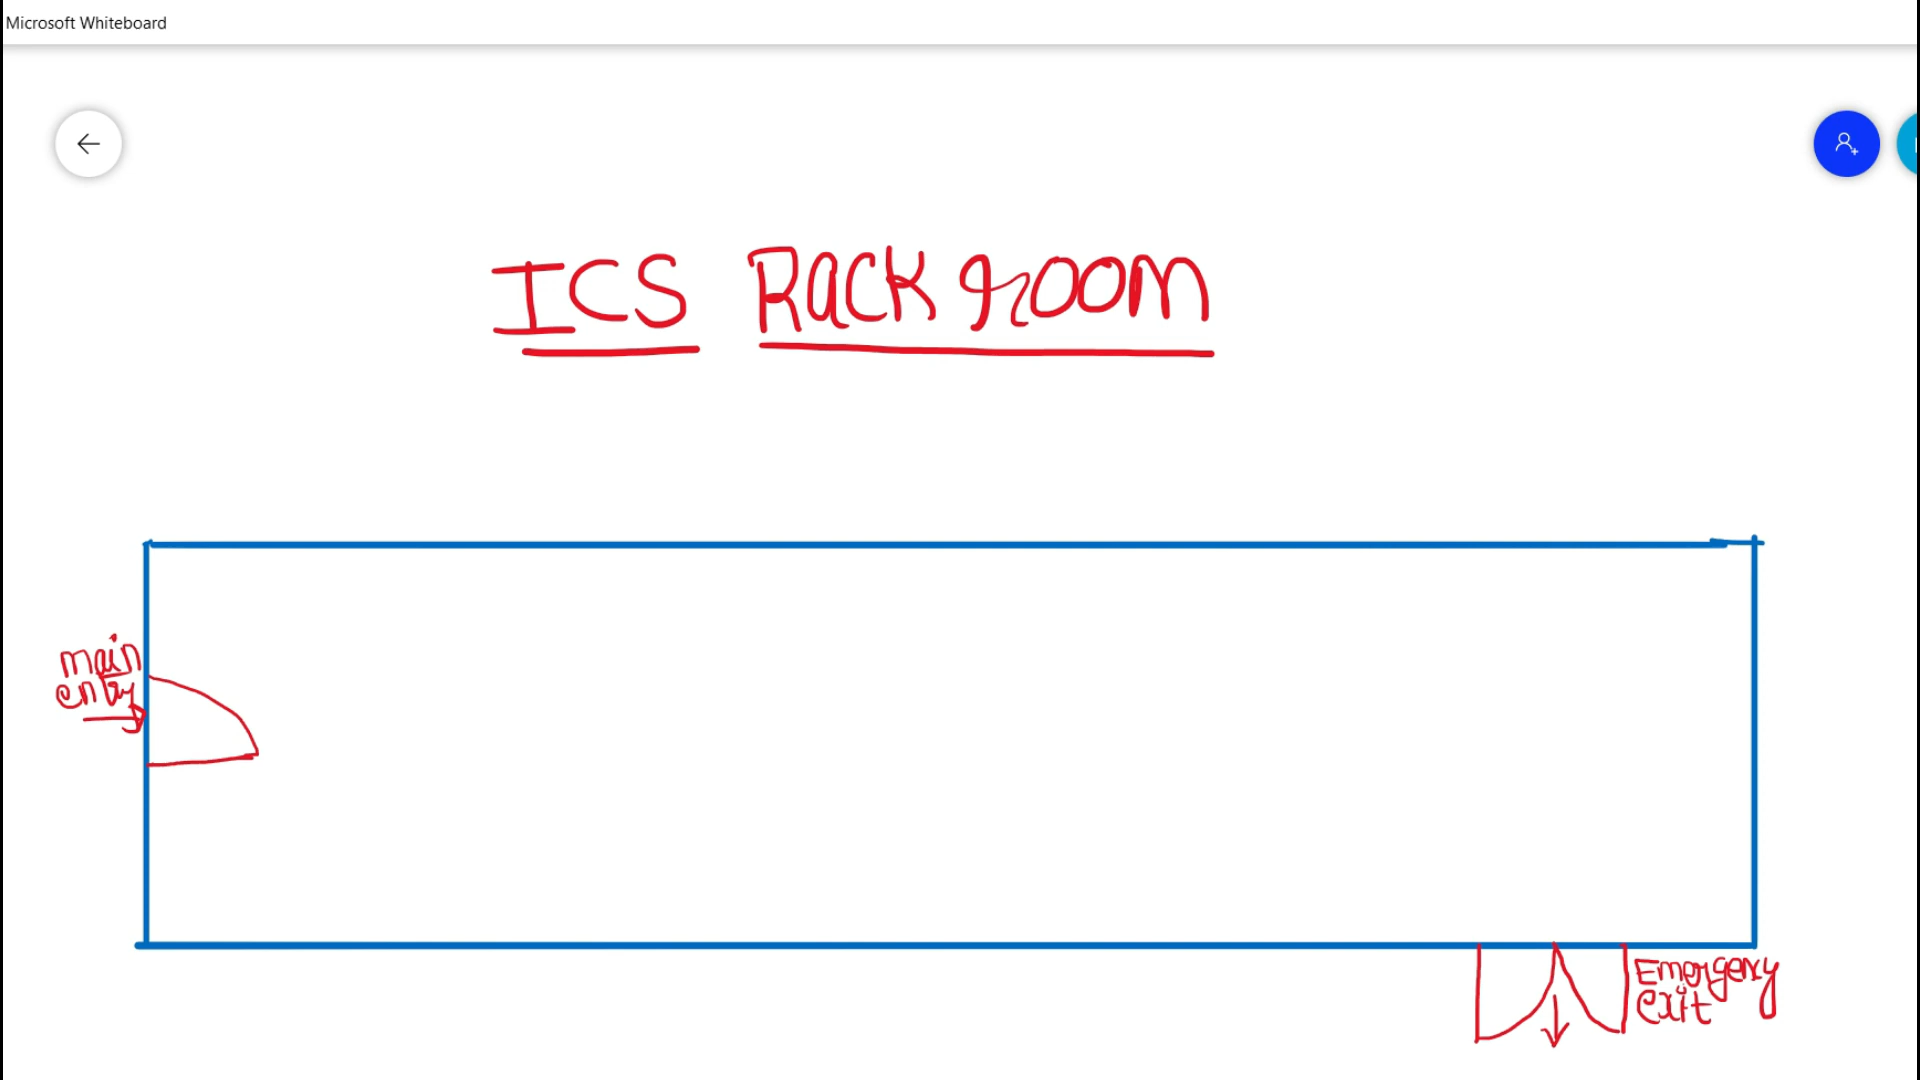 Microsoft Whiteboard
ICS Rack room
main
entry
Emergency
exit